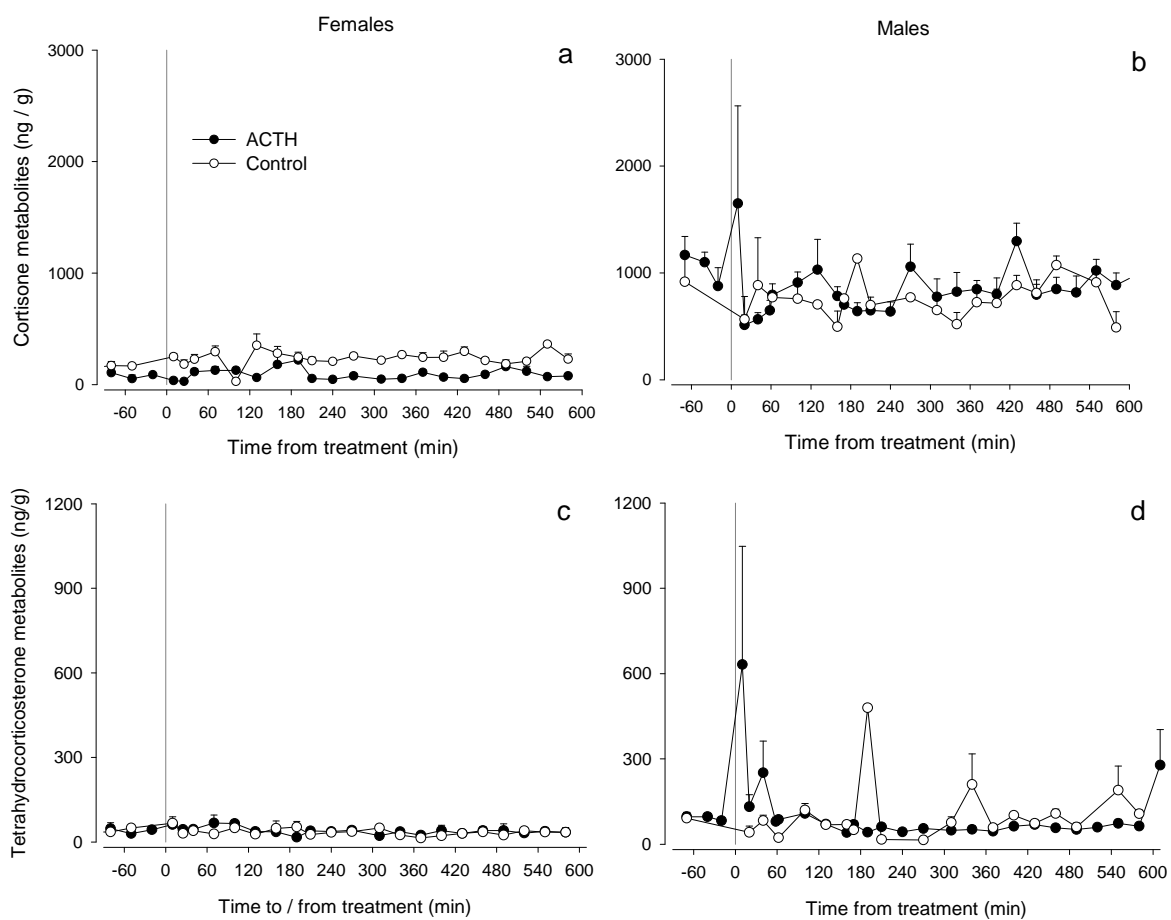 Females
Males
a
b
Cortisone metabolites (ng / g)
3000
2000
1000
0
ACTH
Control
-60 0 60 120 180 240 300 360 420 480 540 600
Time from treatment (min)
3000
2000
1000
0
-60 0 60 120 180 240 300 360 420 480 540 600
Time from treatment (min)
c
d
Tetrahydrocorticosterone metabolites (ng/g)
1200
900
600
300
0
-60 0 60 120 180 240 300 360 420 480 540 600
Time to / from treatment (min)
1200
900
600
300
0
-60 0 60 120 180 240 300 360 420 480 540 600
Time from treatment (min)